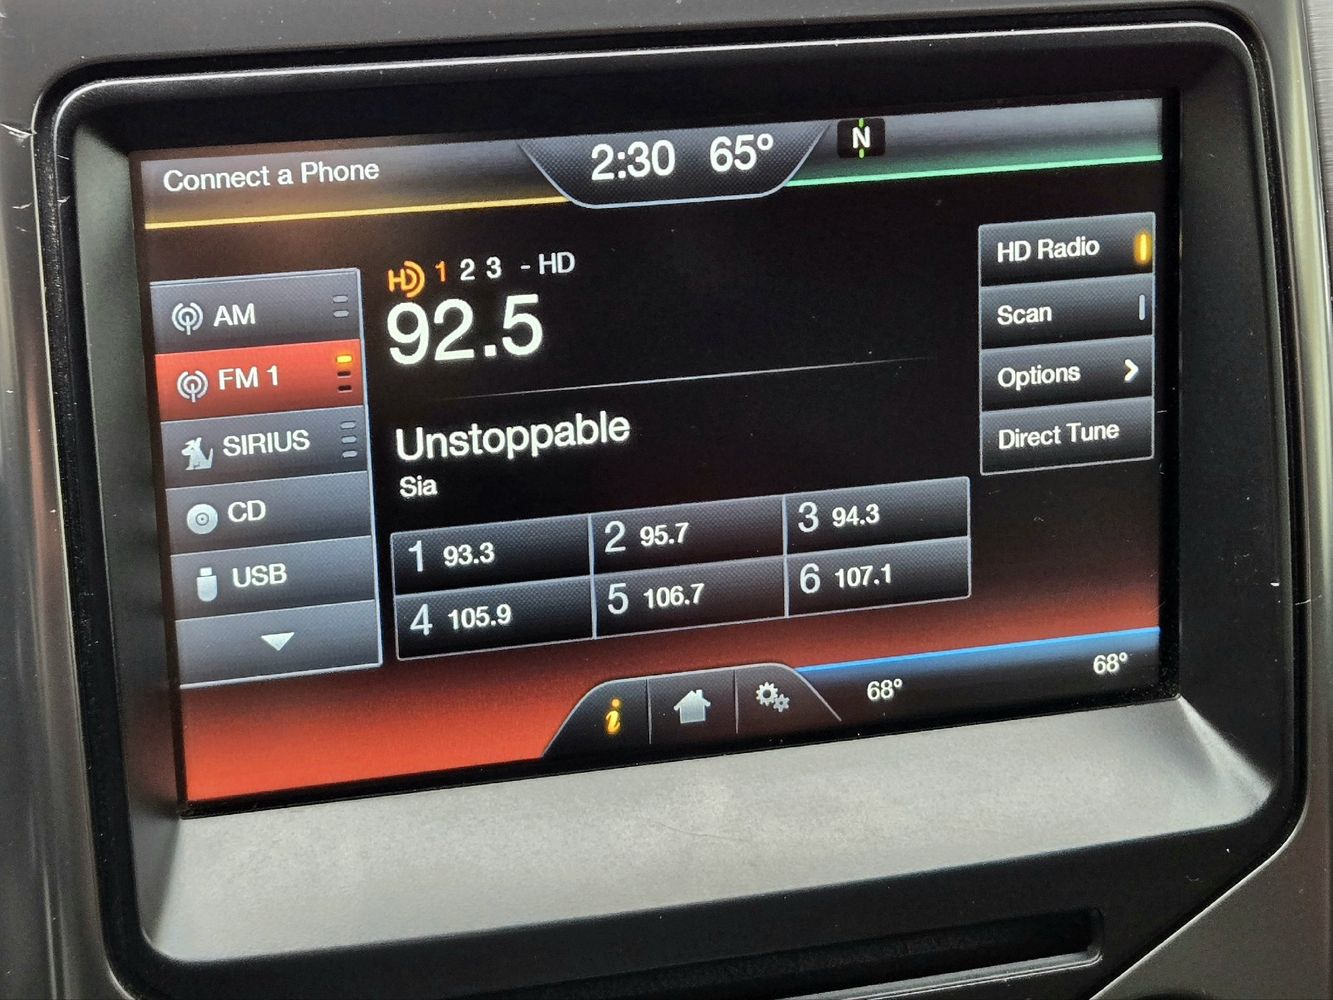 Connect a Phone
2:30 65°
N
HD 1 2 3 - HD
92.5
AM
FM 1
SIRIUS
CD
USB
Unstoppable
Sia
1 93.3
2 95.7
3 94.3
4 105.9
5 106.7
6 107.1
HD Radio
Scan
Options
Direct Tune
i
68°
68°